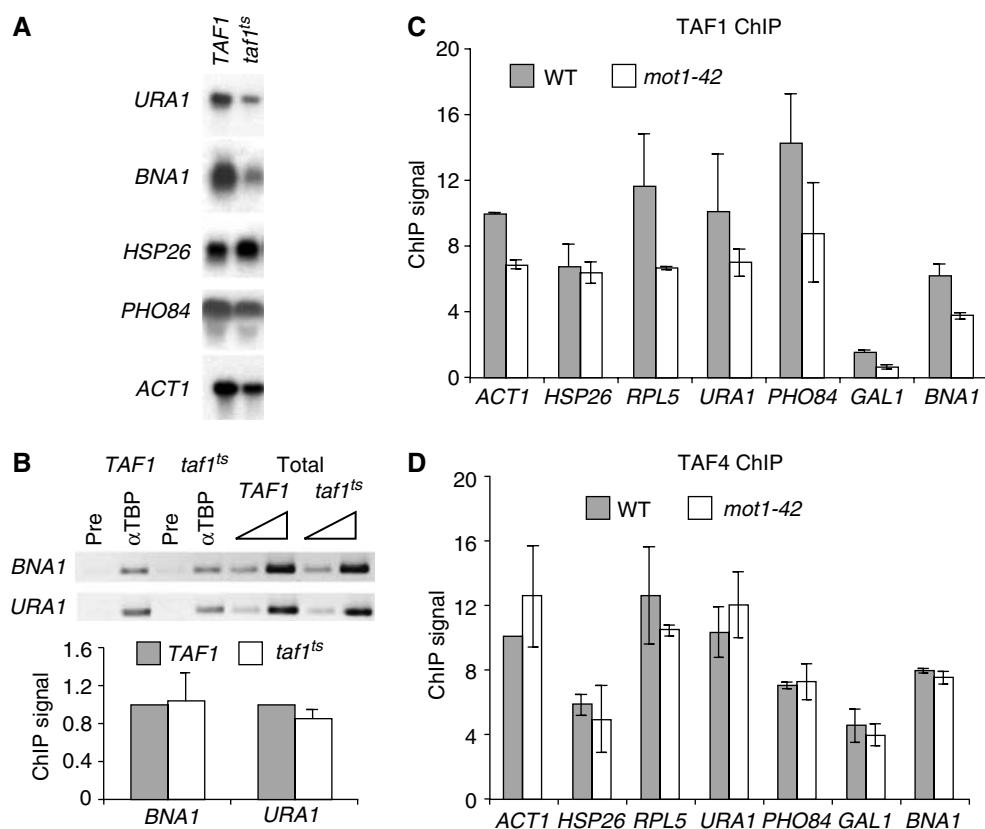 A
TAF1 taf1ts
URA1
BNA1
HSP26
PHO84
ACT1
B
TAF1 taf1ts Total
TAF1 taf1ts
Pre αTBP Pre αTBP
BNA1
URA1
TAF1 taf1ts
ChIP signal
1.6
1.2
0.8
0.4
0
BNA1 URA1
C
TAF1 ChIP
WT mot1-42
ChIP signal
20
16
12
8
4
0
ACT1 HSP26 RPL5 URA1 PHO84 GAL1 BNA1
D
TAF4 ChIP
WT mot1-42
ChIP signal
20
16
12
8
4
0
ACT1 HSP26 RPL5 URA1 PHO84 GAL1 BNA1